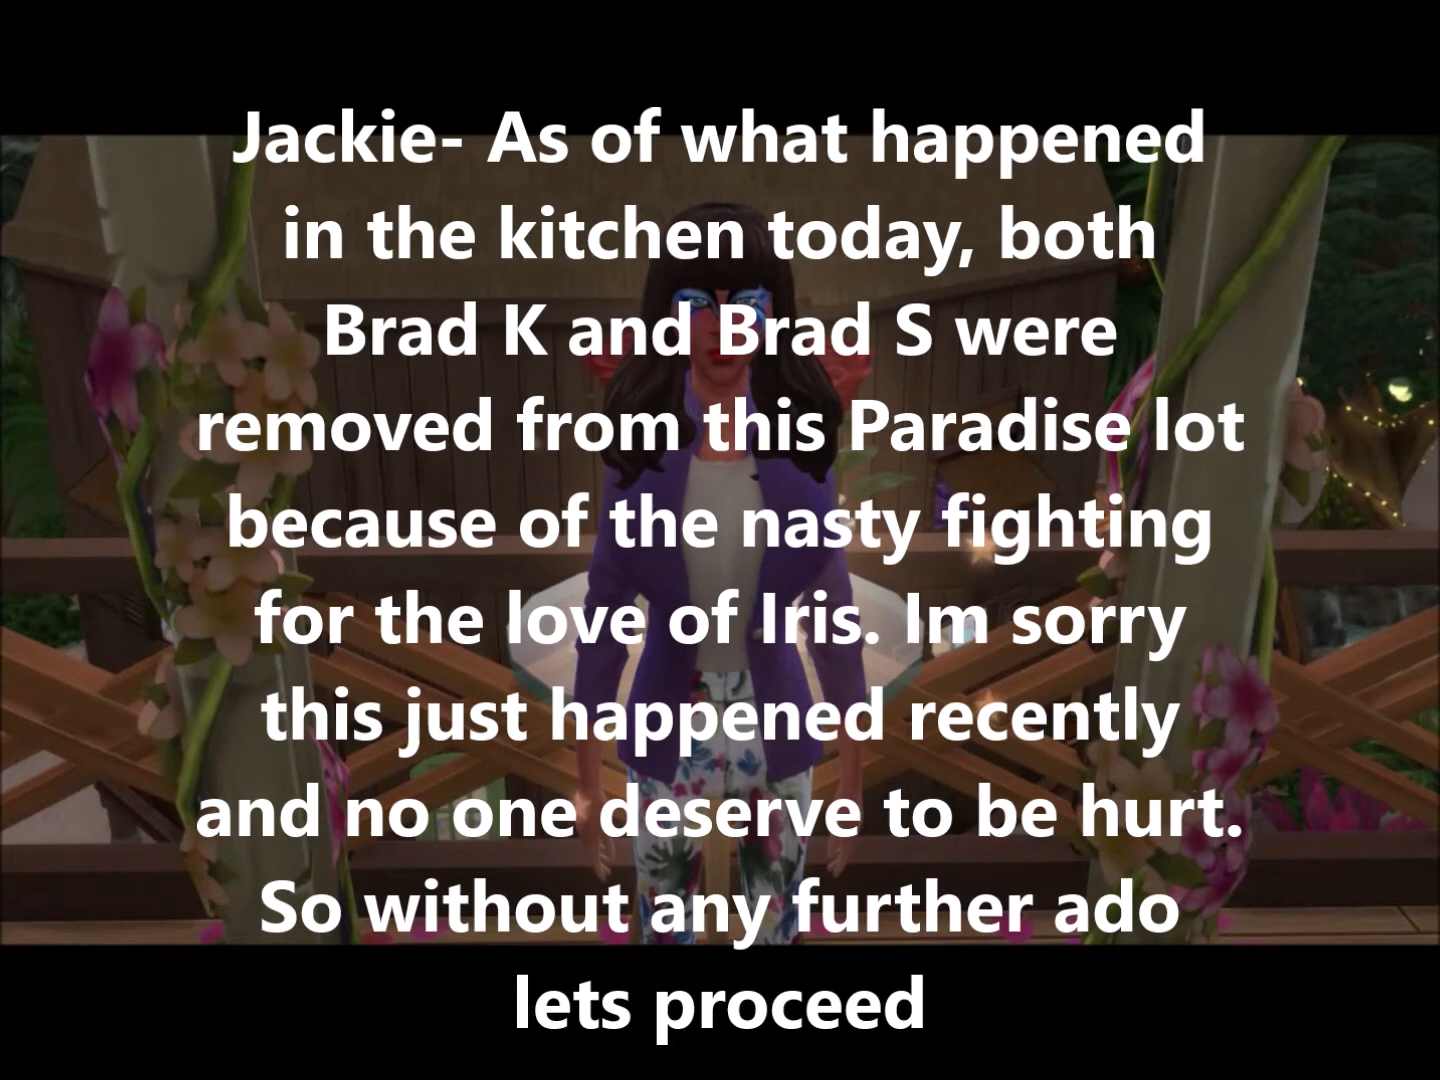 Jackie- As of what happened
in the kitchen today, both
Brad K and Brad S were
removed from this Paradise lot
because of the nasty fighting
for the love of Iris. Im sorry
this just happened recently
and no one deserve to be hurt.
So without any further ado
lets proceed